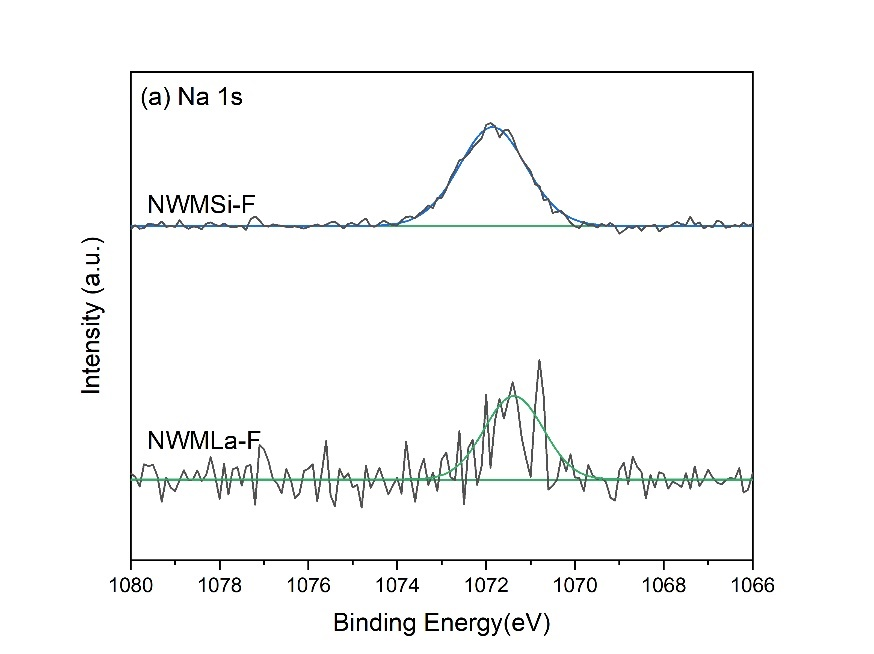 (a) Na 1s
NWMSi-F
Intensity (a.u.)
NWMLa-F
1080 1078 1076 1074 1072 1070 1068 1066
Binding Energy(eV)